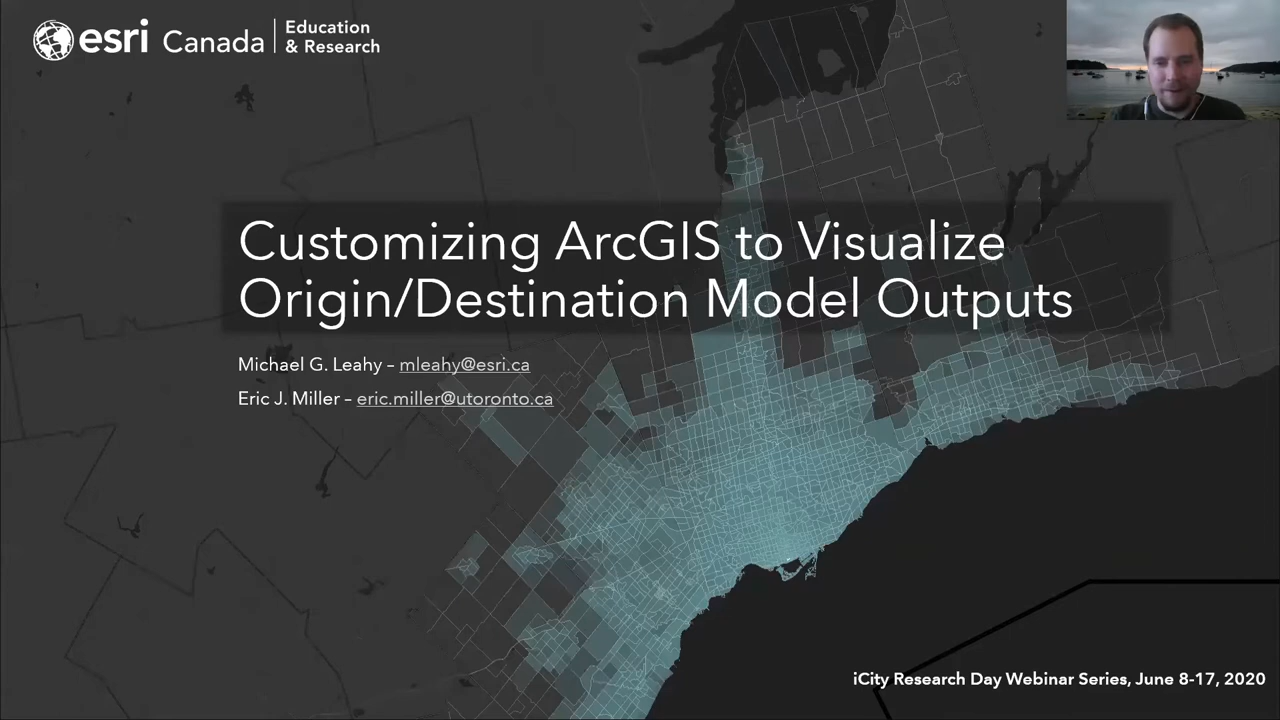 esri Canada
Education
& Research
Customizing ArcGIS to Visualize
Origin/Destination Model Outputs
Michael G. Leahy – mleahy@esri.ca
Eric J. Miller – eric.miller@utoronto.ca
iCity Research Day Webinar Series, June 8-17, 2020